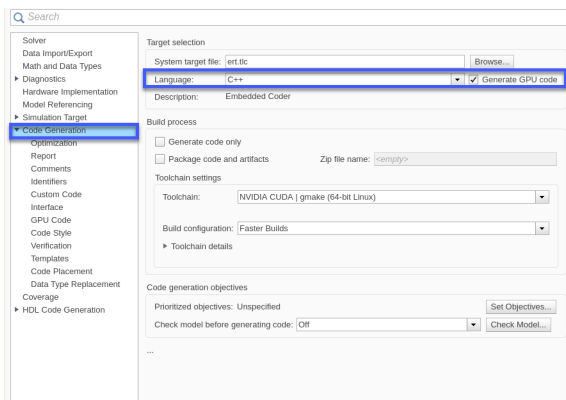 Search
Solver
Data Import/Export
Math and Data Types
Diagnostics
Hardware Implementation
Model Referencing
Simulation Target
Code Generation
Optimization
Report
Comments
Identifiers
Custom Code
Interface
GPU Code
Code Style
Verification
Templates
Code Placement
Data Type Replacement
Coverage
HDL Code Generation
Target selection
System target file: ert.tlc Browse...
Language: C++ Generate GPU code
Description: Embedded Coder
Build process
Generate code only
Package code and artifacts Zip file name: <empty>
Toolchain settings
Toolchain: NVIDIA CUDA | gmake (64-bit Linux)
Build configuration: Faster Builds
Toolchain details
Code generation objectives
Prioritized objectives: Unspecified Set Objectives...
Check model before generating code: Off Check Model...
...